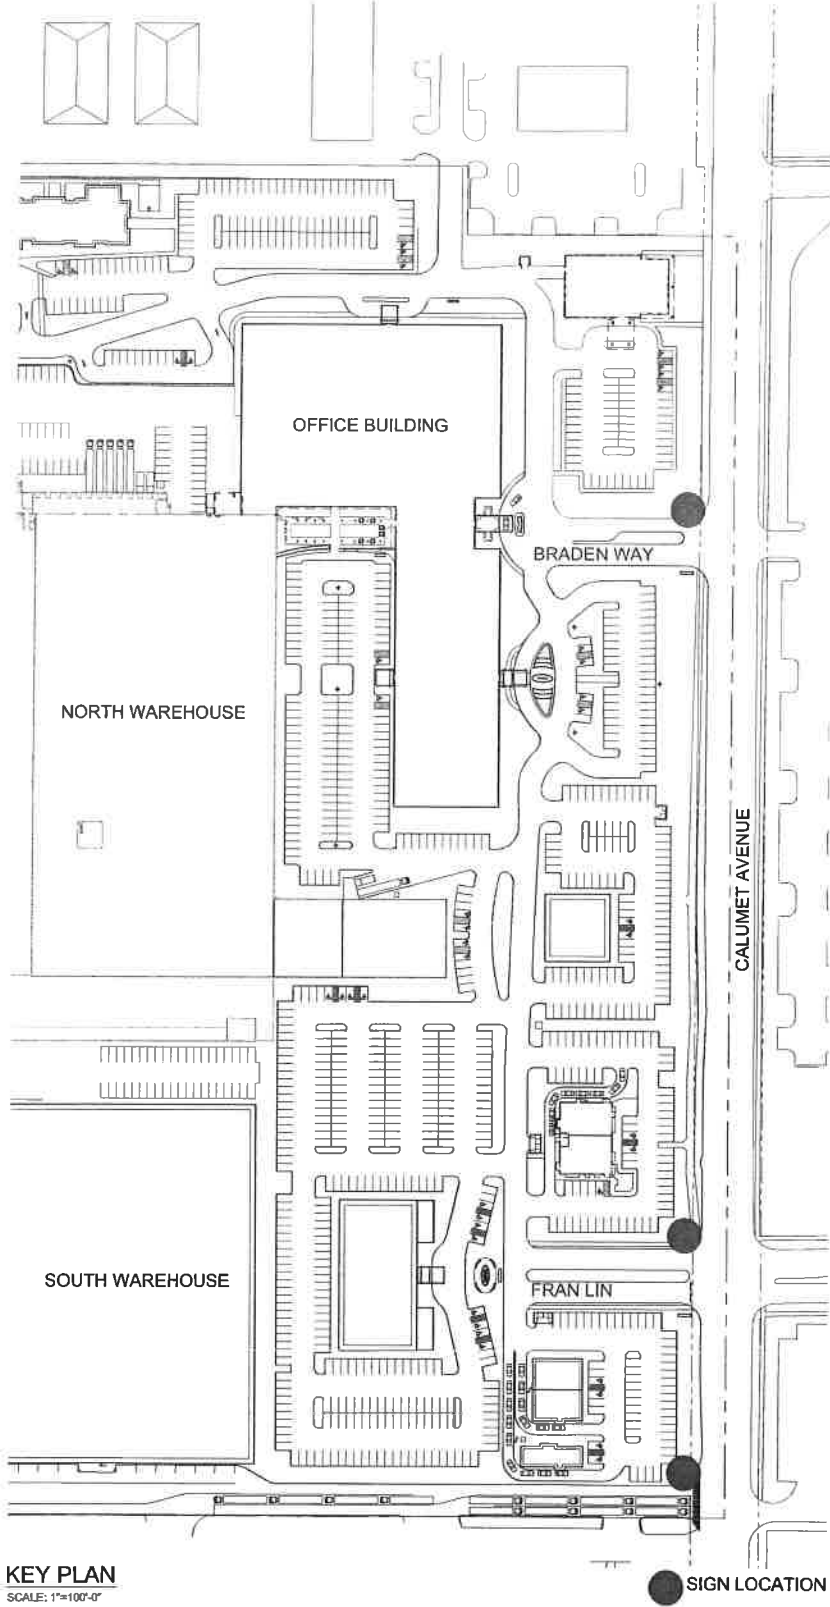 OFFICE BUILDING
BRADEN WAY
NORTH WAREHOUSE
CALUMET AVENUE
SOUTH WAREHOUSE
FRAN LIN
KEY PLAN
SCALE: 1"=100'-0"
SIGN LOCATION